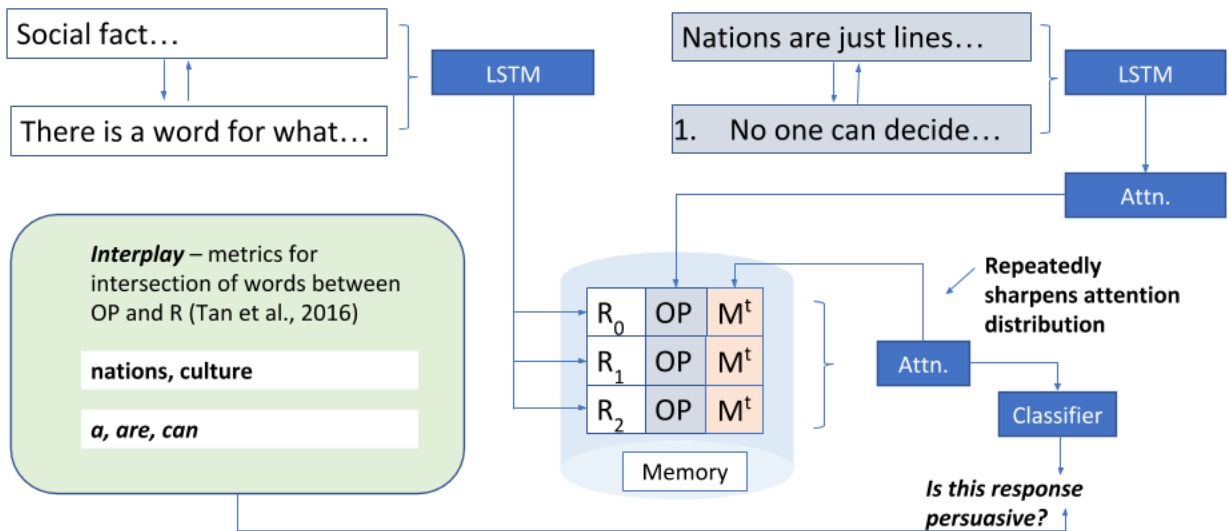 Social fact…
There is a word for what…
LSTM
Nations are just lines…
1. No one can decide…
LSTM
Attn.
Interplay – metrics for
intersection of words between
OP and R (Tan et al., 2016)
nations, culture
a, are, can
R₀ OP Mᵗ
R₁ OP Mᵗ
R₂ OP Mᵗ
Memory
Repeatedly
sharpens attention
distribution
Attn.
Classifier
Is this response
persuasive?